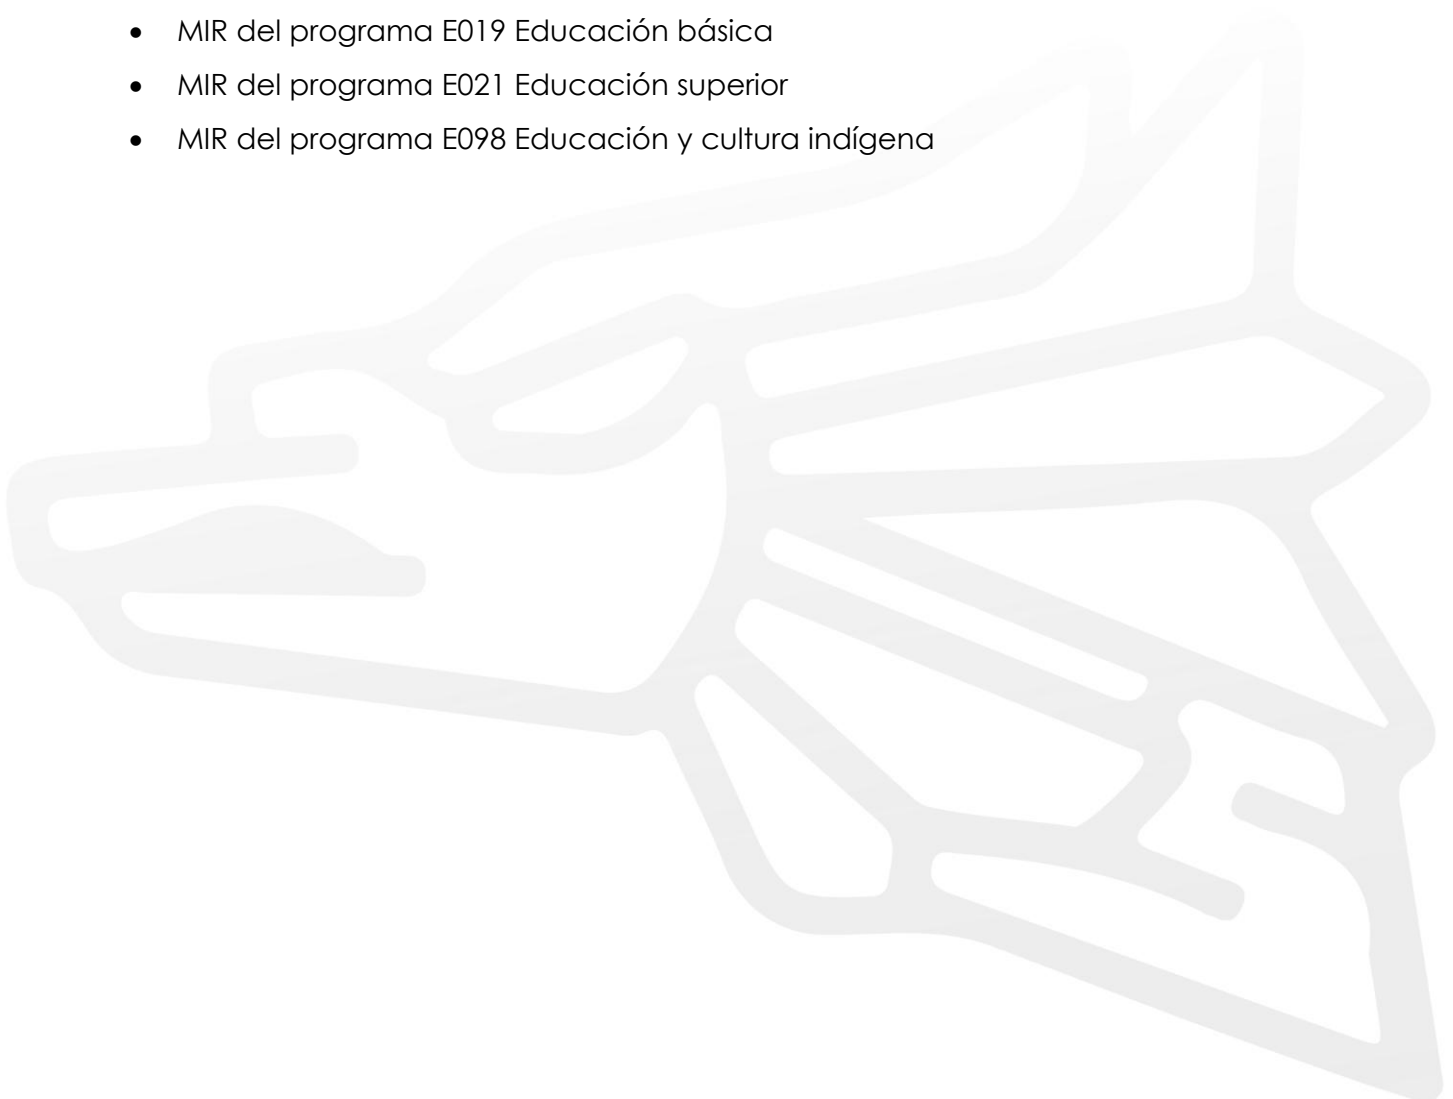 • MIR del programa E019 Educación básica
• MIR del programa E021 Educación superior
• MIR del programa E098 Educación y cultura indígena